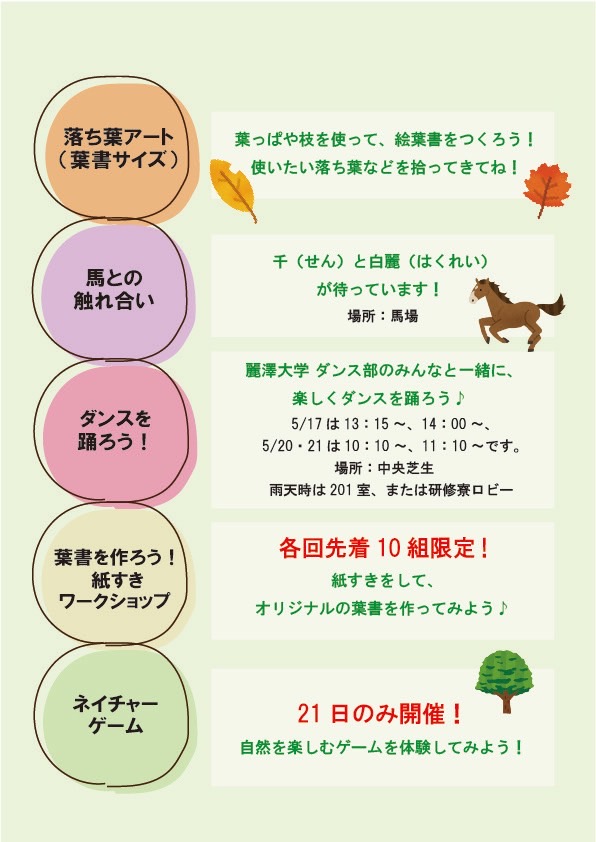 落ち葉アート
（葉書サイズ）
葉っぱや枝を使って、絵葉書をつくろう！
使いたい落ち葉などを拾ってきてね！
馬との
触れ合い
千（せん）と白麗（はくれい）
が待っています！
場所：馬場
ダンスを
踊ろう！
麗澤大学 ダンス部のみんなと一緒に、
楽しくダンスを踊ろう♪
5/17 は 13：15 〜、14：00 〜、
5/20・21 は 10：10 〜、11：10 〜です。
場所：中央芝生
雨天時は 201 室、または研修寮ロビー
葉書を作ろう！
紙すき
ワークショップ
各回先着 10 組限定！
紙すきをして、
オリジナルの葉書を作ってみよう♪
ネイチャー
ゲーム
21 日のみ開催！
自然を楽しむゲームを体験してみよう！